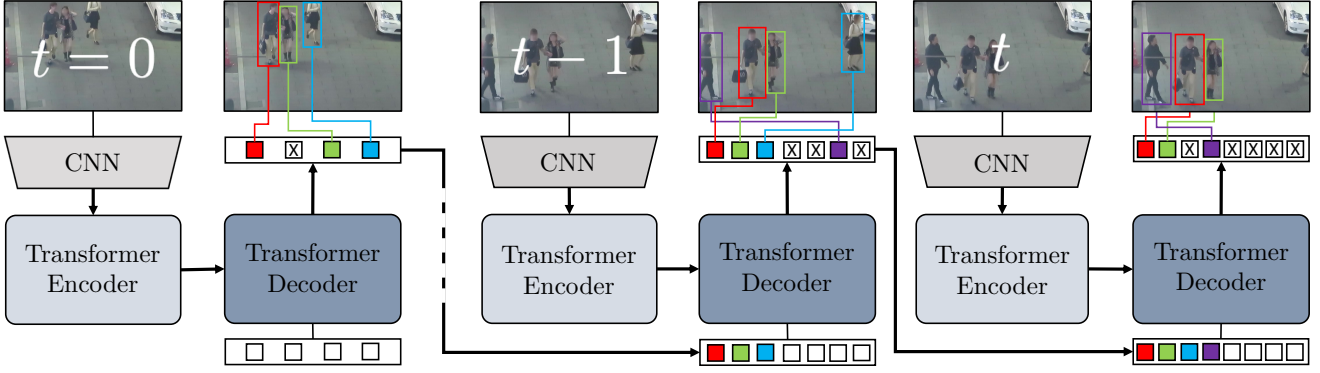 t = 0
t − 1
t
CNN
X
CNN
X X X
CNN
X X X X X
Transformer
Encoder
Transformer
Decoder
Transformer
Encoder
Transformer
Decoder
Transformer
Encoder
Transformer
Decoder